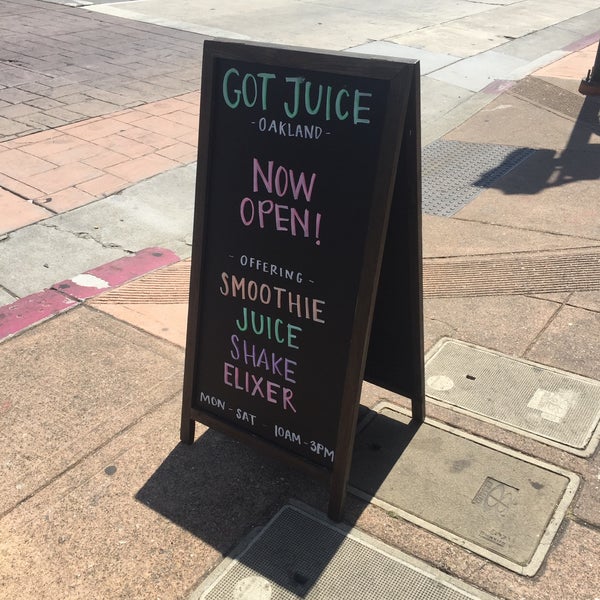 GOT JUICE
- OAKLAND -
NOW
OPEN!
- OFFERING -
SMOOTHIE
JUICE
SHAKE
ELIXER
MON - SAT - 10AM - 3PM